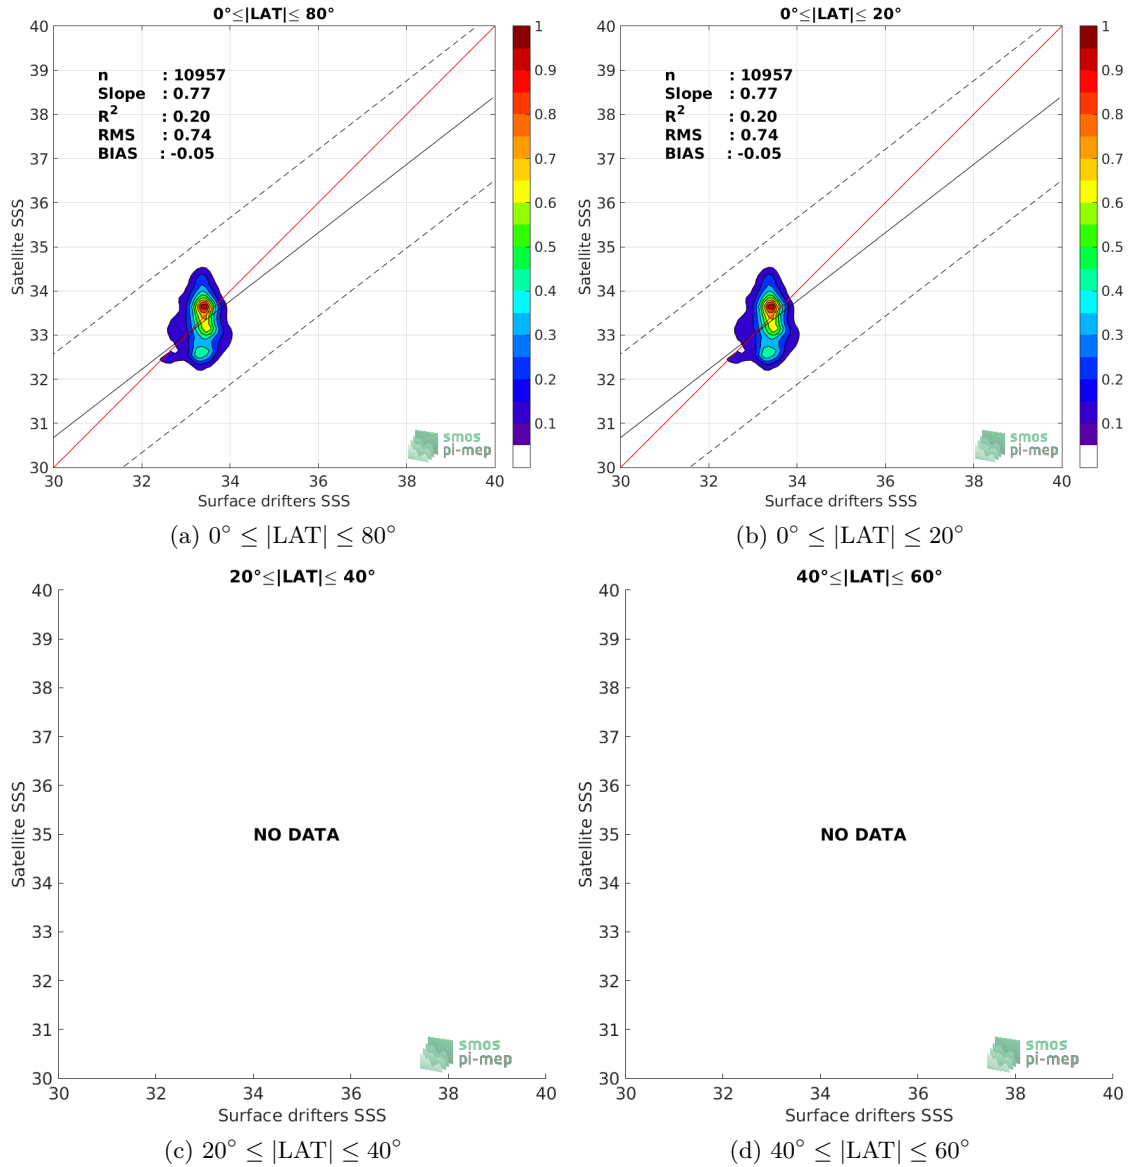 0°≤|LAT|≤ 80°
40
39
38
37
36
35
34
33
32
31
30
Satellite SSS
n : 10957
Slope : 0.77
R² : 0.20
RMS : 0.74
BIAS : -0.05
smos
pi-mep
30 32 34 36 38 40
Surface drifters SSS
1
0.9
0.8
0.7
0.6
0.5
0.4
0.3
0.2
0.1
(a) 0° ≤ |LAT| ≤ 80°
0°≤|LAT|≤ 20°
40
39
38
37
36
35
34
33
32
31
30
Satellite SSS
n : 10957
Slope : 0.77
R² : 0.20
RMS : 0.74
BIAS : -0.05
smos
pi-mep
30 32 34 36 38 40
Surface drifters SSS
1
0.9
0.8
0.7
0.6
0.5
0.4
0.3
0.2
0.1
(b) 0° ≤ |LAT| ≤ 20°
20°≤|LAT|≤ 40°
40
39
38
37
36
35
34
33
32
31
30
Satellite SSS
NO DATA
smos
pi-mep
30 32 34 36 38 40
Surface drifters SSS
(c) 20° ≤ |LAT| ≤ 40°
40°≤|LAT|≤ 60°
40
39
38
37
36
35
34
33
32
31
30
Satellite SSS
NO DATA
smos
pi-mep
30 32 34 36 38 40
Surface drifters SSS
(d) 40° ≤ |LAT| ≤ 60°